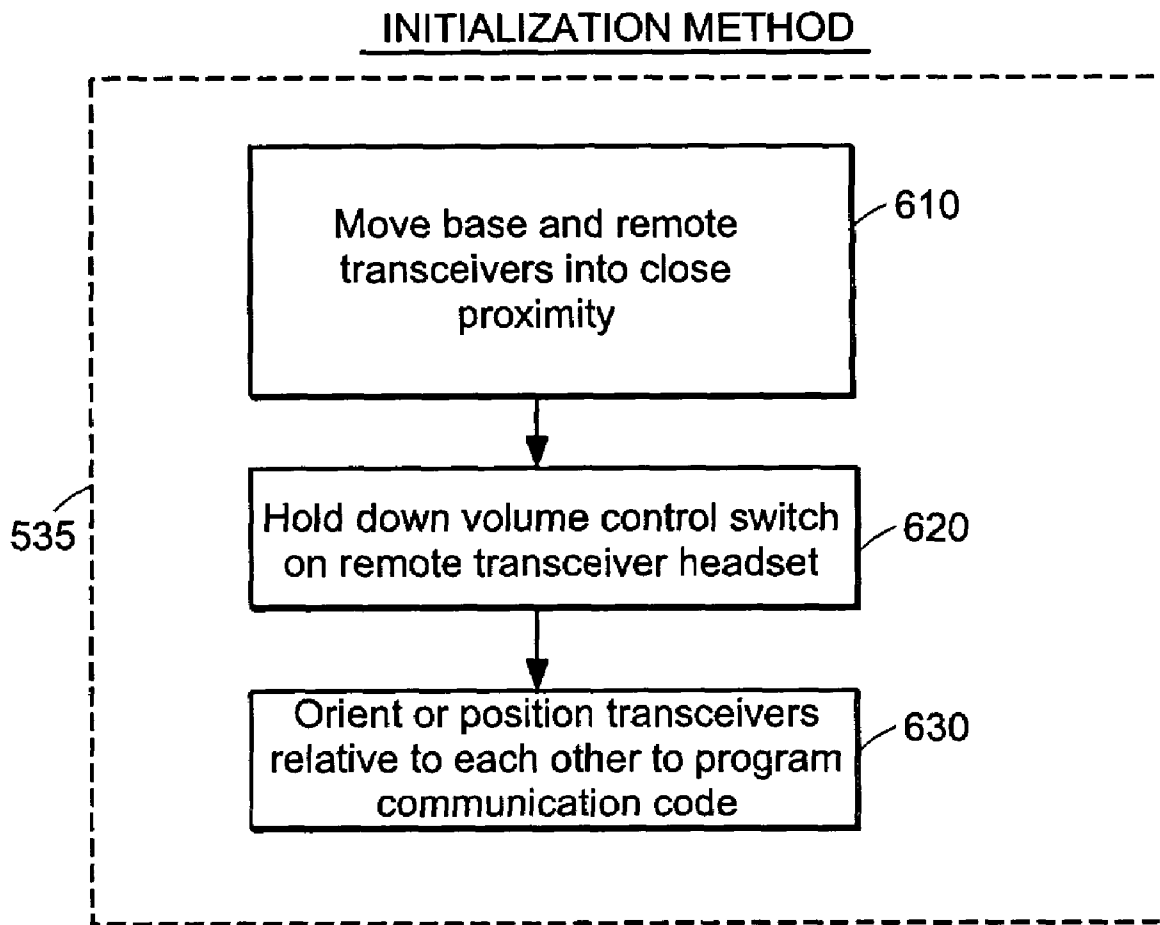 INITIALIZATION METHOD
Move base and remote
transceivers into close
proximity
610
Hold down volume control switch
on remote transceiver headset
620
535
Orient or position transceivers
relative to each other to program
communication code
630